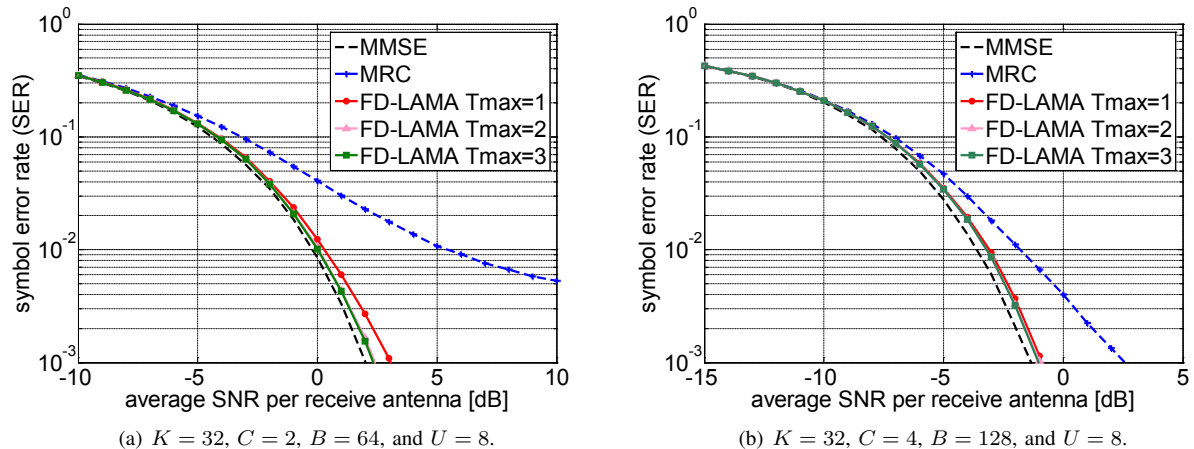 10^0
10^-1
10^-2
10^-3
symbol error rate (SER)
-10 -5 0 5 10
average SNR per receive antenna [dB]
MMSE
MRC
FD-LAMA Tmax=1
FD-LAMA Tmax=2
FD-LAMA Tmax=3
(a) K = 32, C = 2, B = 64, and U = 8.
10^0
10^-1
10^-2
10^-3
symbol error rate (SER)
-15 -10 -5 0 5
average SNR per receive antenna [dB]
MMSE
MRC
FD-LAMA Tmax=1
FD-LAMA Tmax=2
FD-LAMA Tmax=3
(b) K = 32, C = 4, B = 128, and U = 8.